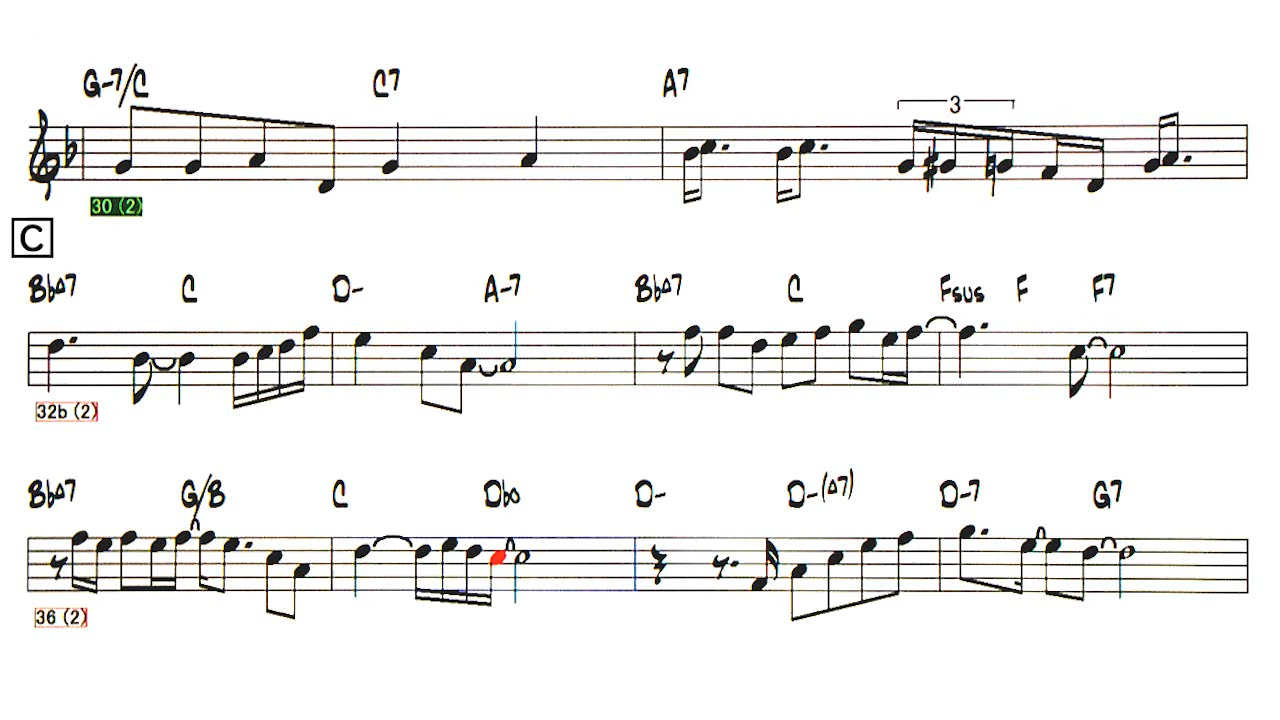 G-7/C C7 A7
3
30 (2)
C
Bb△7 C D- A-7 Bb△7 C Fsus F F7
32b (2)
Bb△7 G/B C Dbo D- D-(△7) D-7 G7
36 (2)